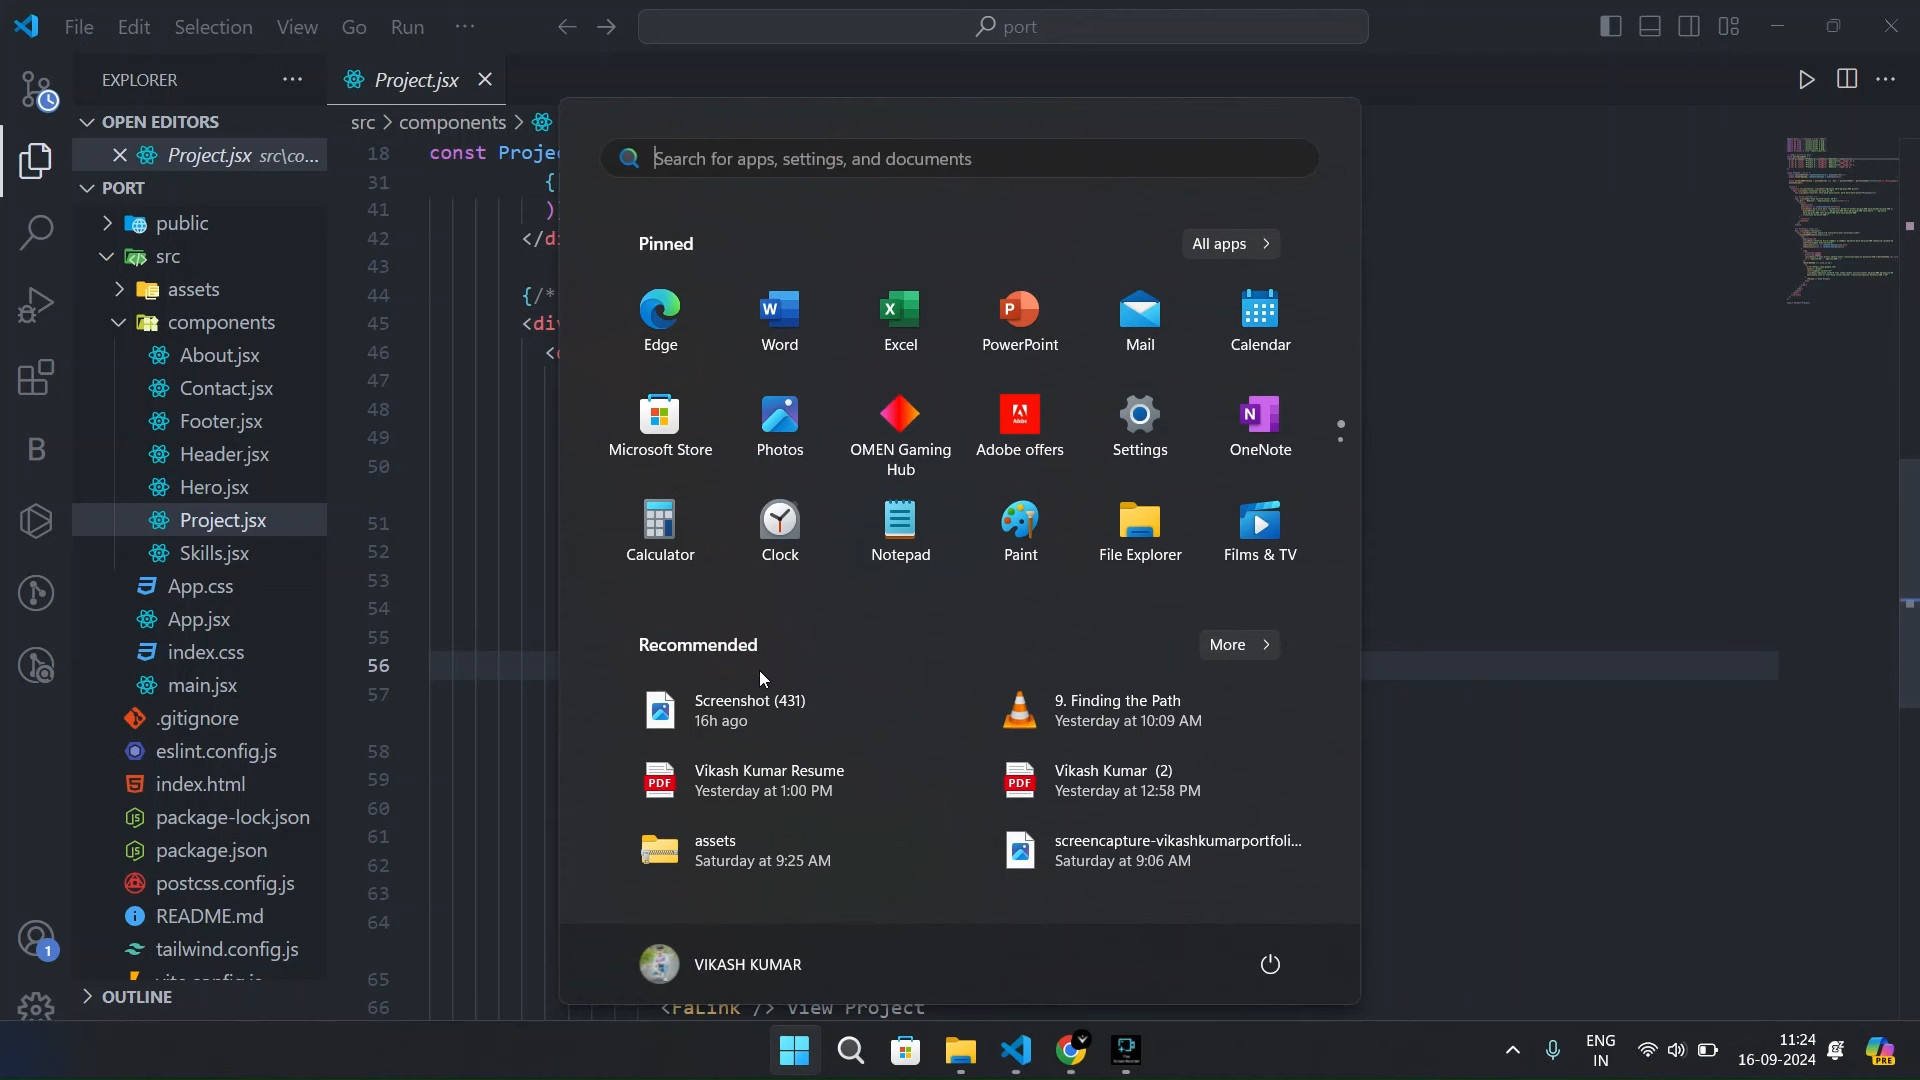 File Edit Selection View Go Run ...
port
EXPLORER
Project.jsx
OPEN EDITORS
Project.jsx src\co...
PORT
public
src
assets
components
About.jsx
Contact.jsx
Footer.jsx
Header.jsx
Hero.jsx
Project.jsx
Skills.jsx
App.css
App.jsx
index.css
main.jsx
.gitignore
eslint.config.js
index.html
package-lock.json
package.json
postcss.config.js
README.md
tailwind.config.js
OUTLINE
B
1
src > components >
18 const Projec
31 {
41 )
42 </di
43
44 {/*
45 <div
46
47
48
49
50
51
52
53
54
55
56
57
58
59
60
61
62
63
64
65
66 <FaLink /> View Project
Search for apps, settings, and documents
Pinned
All apps >
Edge
Word
Excel
PowerPoint
Mail
Calendar
Microsoft Store
Photos
OMEN Gaming
Hub
Adobe offers
Settings
OneNote
Calculator
Clock
Notepad
Paint
File Explorer
Films & TV
Recommended
More >
Screenshot (431)
16h ago
9. Finding the Path
Yesterday at 10:09 AM
Vikash Kumar Resume
Yesterday at 1:00 PM
Vikash Kumar (2)
Yesterday at 12:58 PM
assets
Saturday at 9:25 AM
screencapture-vikashkumarportfoli...
Saturday at 9:06 AM
VIKASH KUMAR
ENG
IN
11:24
16-09-2024
PRE